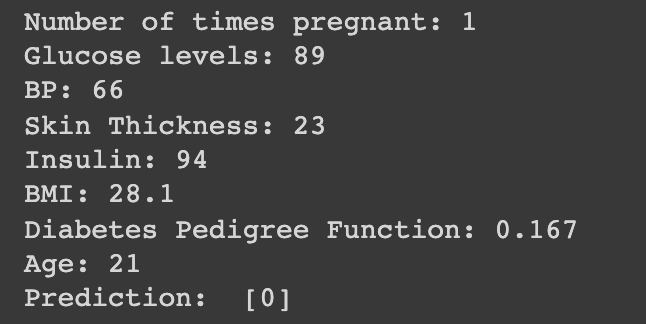 Number of times pregnant: 1
Glucose levels: 89
BP: 66
Skin Thickness: 23
Insulin: 94
BMI: 28.1
Diabetes Pedigree Function: 0.167
Age: 21
Prediction:  [0]